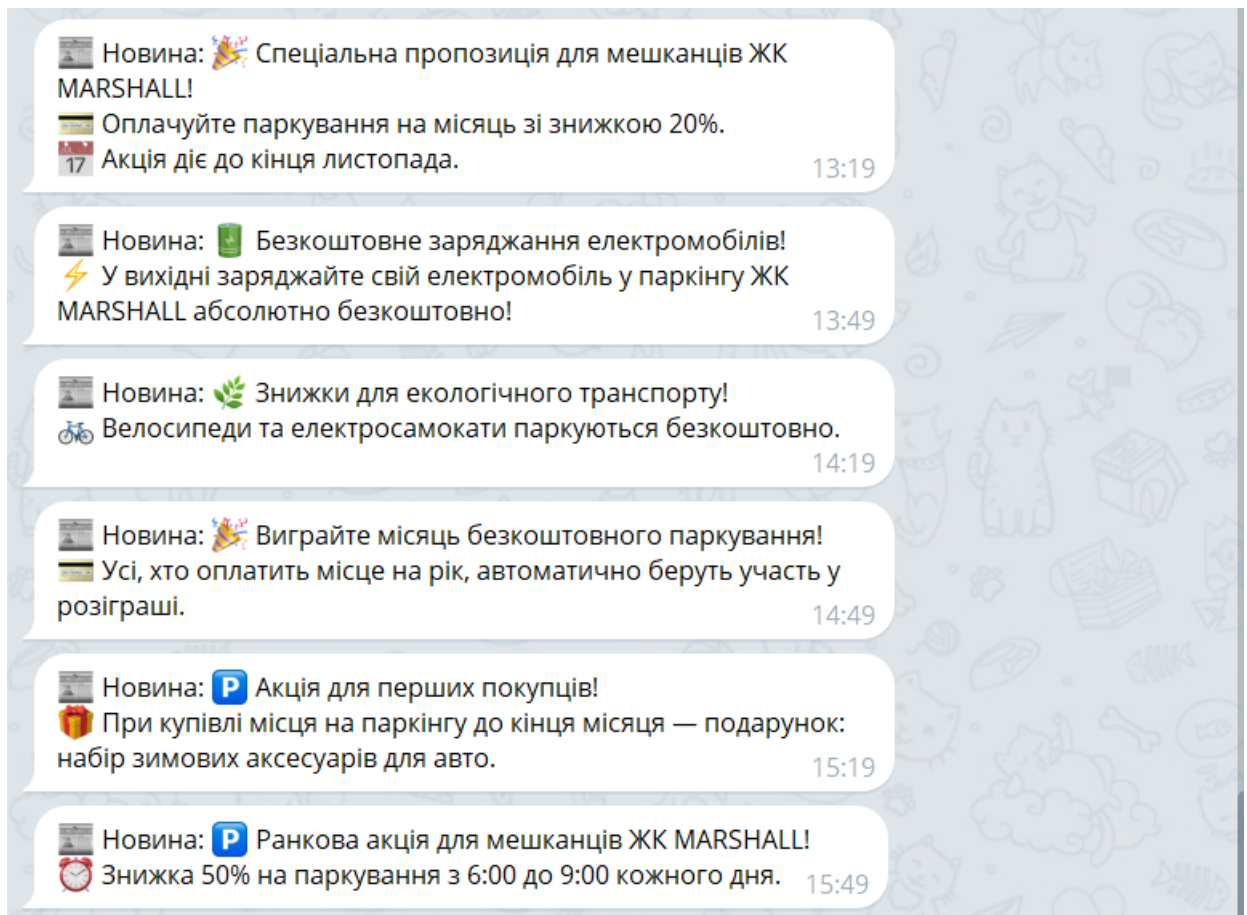 📰 Новина: 🎉 Спеціальна пропозиція для мешканців ЖК
MARSHALL!
💳 Оплачуйте паркування на місяць зі знижкою 20%.
📅 Акція діє до кінця листопада.
13:19
📰 Новина: 🔋 Безкоштовне заряджання електромобілів!
⚡ У вихідні заряджайте свій електромобіль у паркінгу ЖК
MARSHALL абсолютно безкоштовно!
13:49
📰 Новина: 🌿 Знижки для екологічного транспорту!
🚲 Велосипеди та електросамокати паркуються безкоштовно.
14:19
📰 Новина: 🎉 Виграйте місяць безкоштовного паркування!
💳 Усі, хто оплатить місце на рік, автоматично беруть участь у
розіграші.
14:49
📰 Новина: 🅿️ Акція для перших покупців!
🎁 При купівлі місця на паркінгу до кінця місяця — подарунок:
набір зимових аксесуарів для авто.
15:19
📰 Новина: 🅿️ Ранкова акція для мешканців ЖК MARSHALL!
⏰ Знижка 50% на паркування з 6:00 до 9:00 кожного дня.
15:49